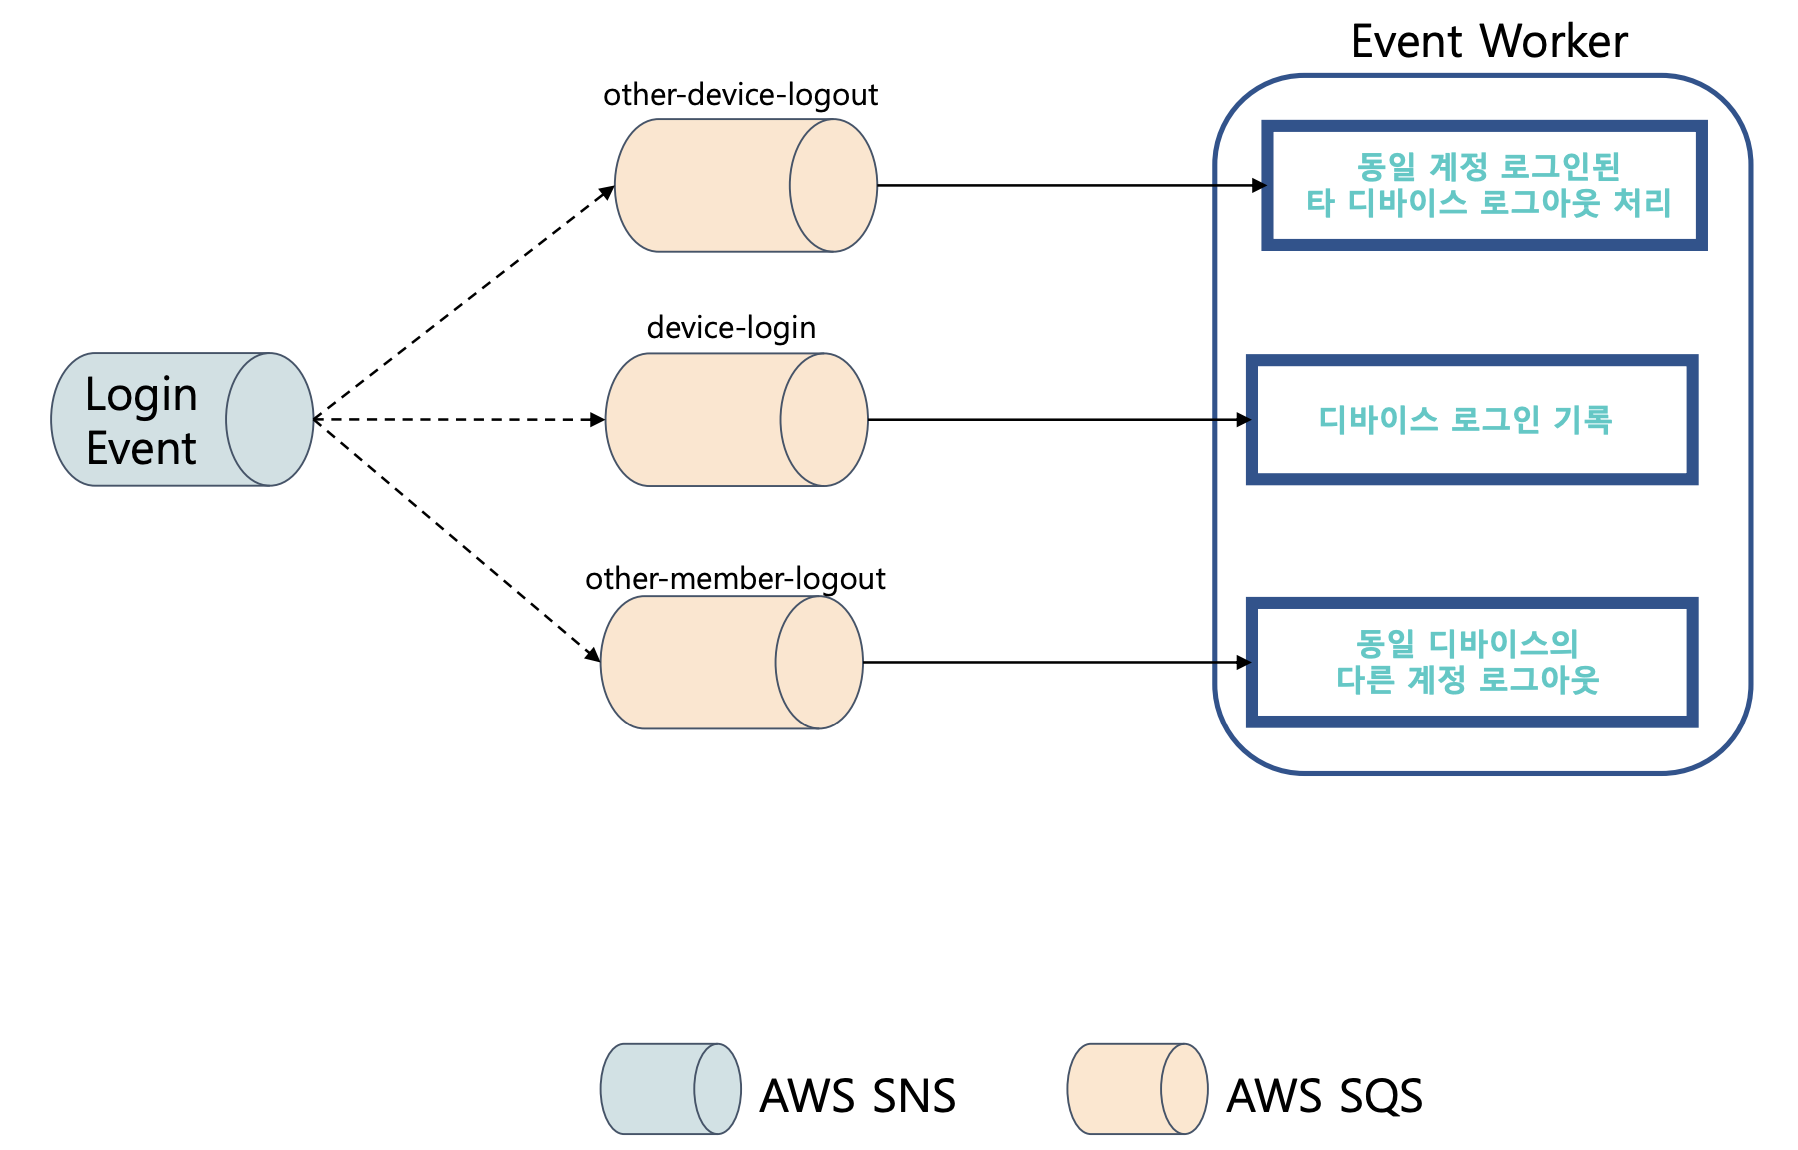 Event Worker
other-device-logout
동일 계정 로그인된
타 디바이스 로그아웃 처리
device-login
Login
Event
디바이스 로그인 기록
other-member-logout
동일 디바이스의
다른 계정 로그아웃
AWS SNS
AWS SQS